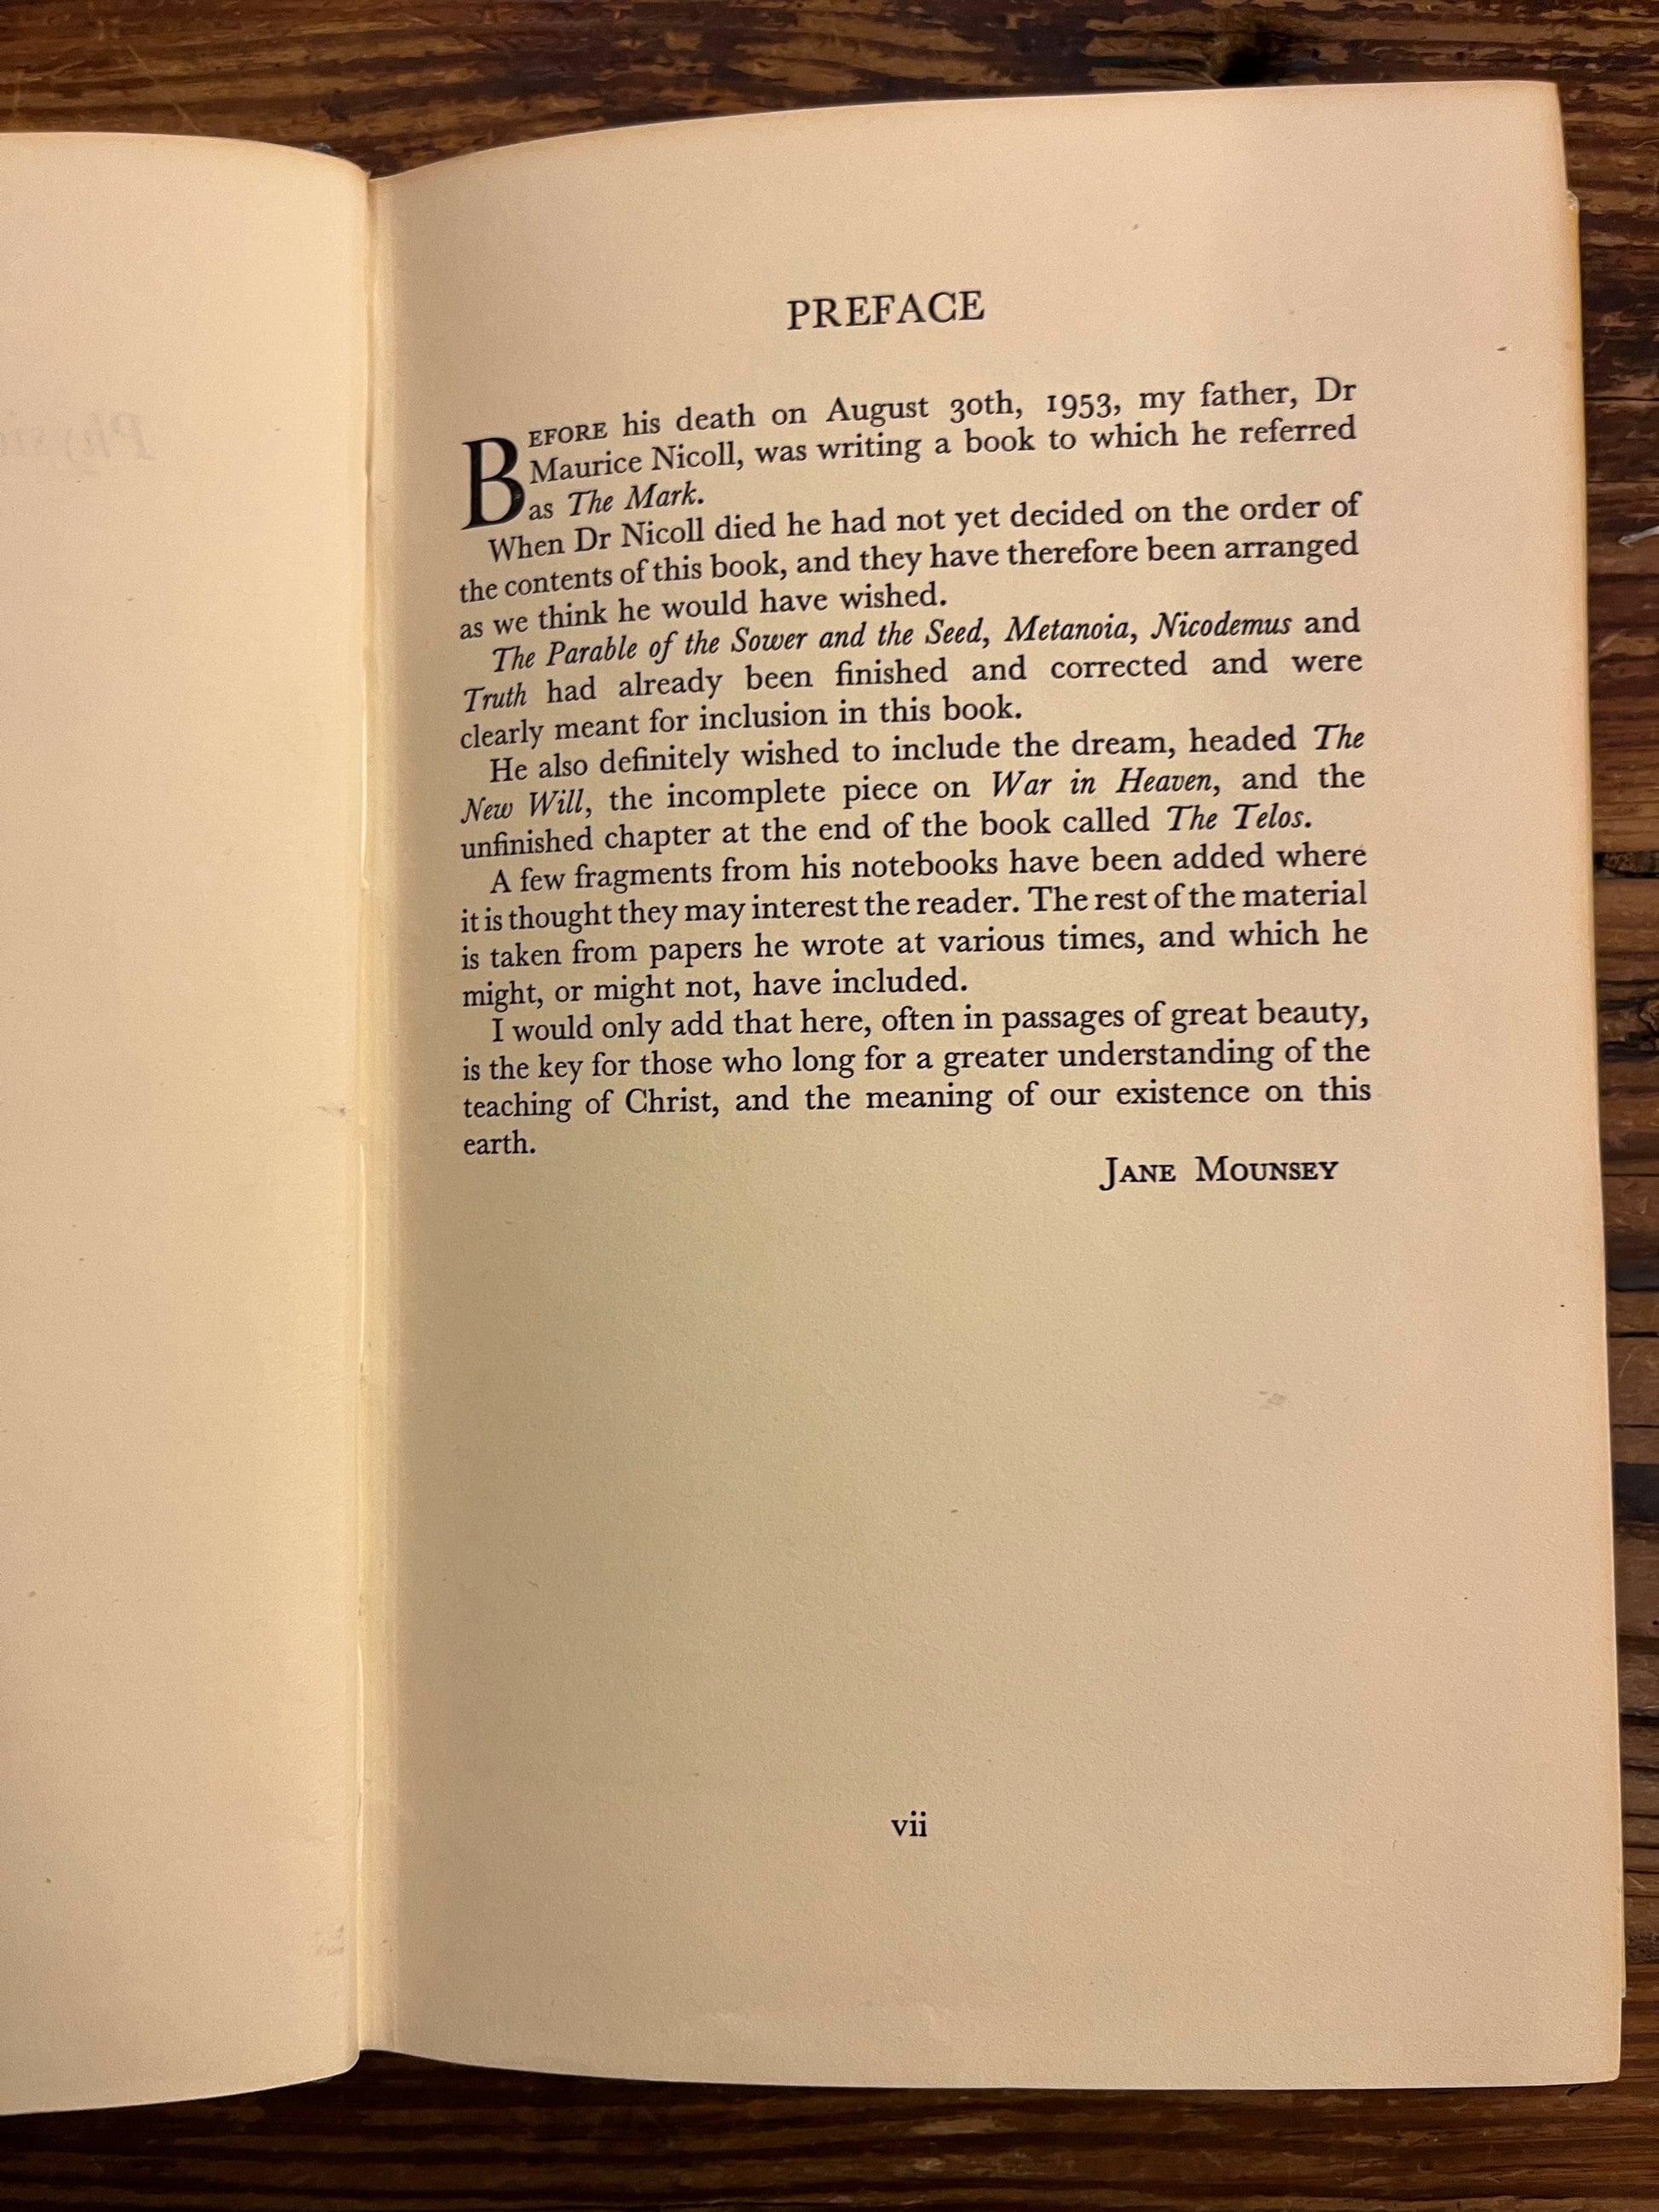 PREFACE
BEFORE his death on August 30th, 1953, my father, Dr
Maurice Nicoll, was writing a book to which he referred
as The Mark.
When Dr Nicoll died he had not yet decided on the order of
the contents of this book, and they have therefore been arranged
as we think he would have wished.
The Parable of the Sower and the Seed, Metanoia, Nicodemus and
Truth had already been finished and corrected and were
clearly meant for inclusion in this book.
He also definitely wished to include the dream, headed The
New Will, the incomplete piece on War in Heaven, and the
unfinished chapter at the end of the book called The Telos.
A few fragments from his notebooks have been added where
it is thought they may interest the reader. The rest of the material
is taken from papers he wrote at various times, and which he
might, or might not, have included.
I would only add that here, often in passages of great beauty,
is the key for those who long for a greater understanding of the
teaching of Christ, and the meaning of our existence on this
earth.
JANE MOUNSEY
vii